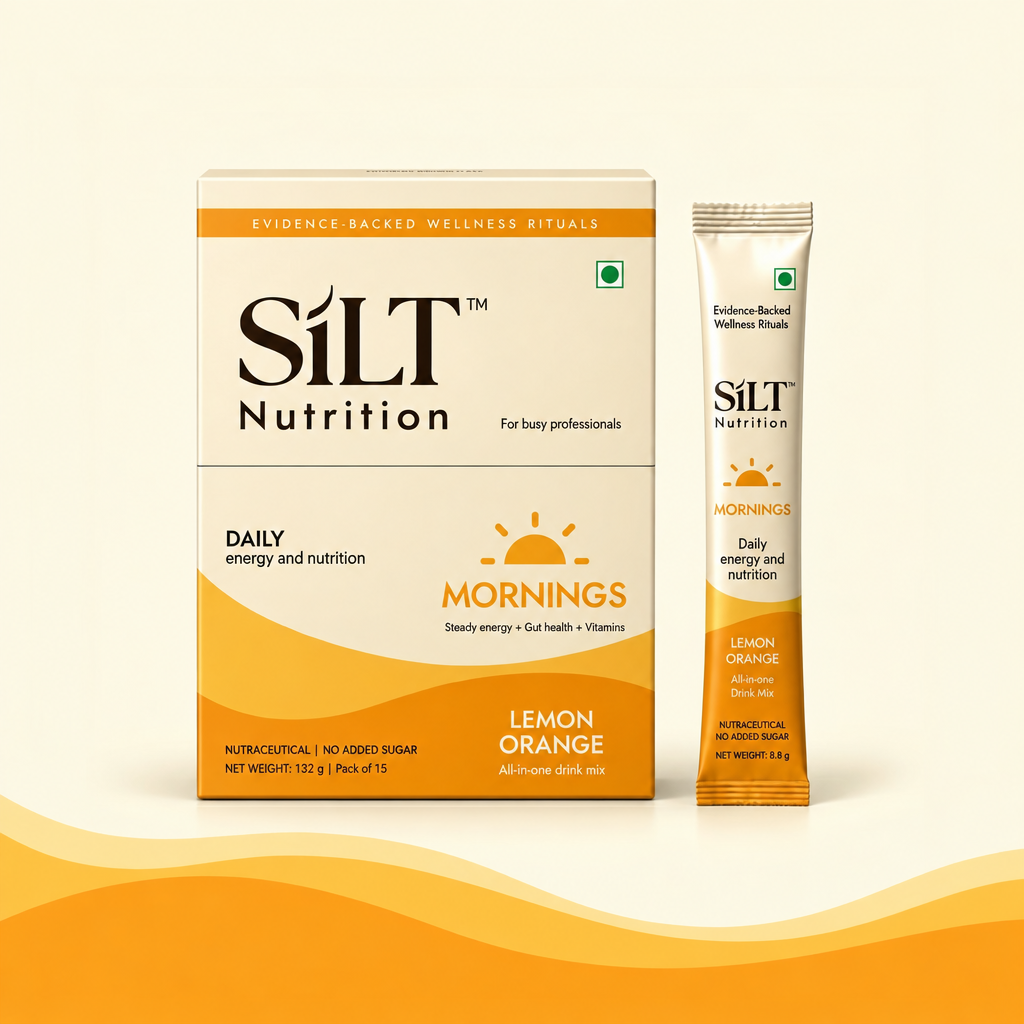 EVIDENCE-BACKED WELLNESS RITUALS
SiLT™
Nutrition
For busy professionals
DAILY
energy and nutrition
MORNINGS
Steady energy + Gut health + Vitamins
LEMON
ORANGE
All-in-one drink mix
NUTRACEUTICAL | NO ADDED SUGAR
NET WEIGHT: 132 g | Pack of 15
Evidence-Backed
Wellness Rituals
SiLT™
Nutrition
MORNINGS
Daily
energy and
nutrition
LEMON
ORANGE
All-in-one
Drink Mix
NUTRACEUTICAL
NO ADDED SUGAR
NET WEIGHT: 8.8 g